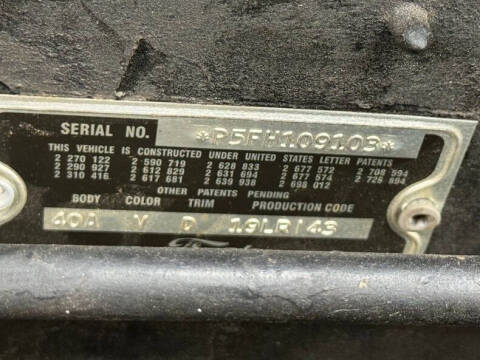 SERIAL NO. *P5FH109103*
THIS VEHICLE IS CONSTRUCTED UNDER UNITED STATES LETTER PATENTS
2 270 122 2 590 719 2 628 833 2 677 572 2 708 594
2 290 927 2 612 829 2 631 694 2 677 574 2 726 894
2 310 416 2 617 681 2 639 938 2 698 012
OTHER PATENTS PENDING
BODY COLOR TRIM PRODUCTION CODE
40A V D 19LR143
Ford